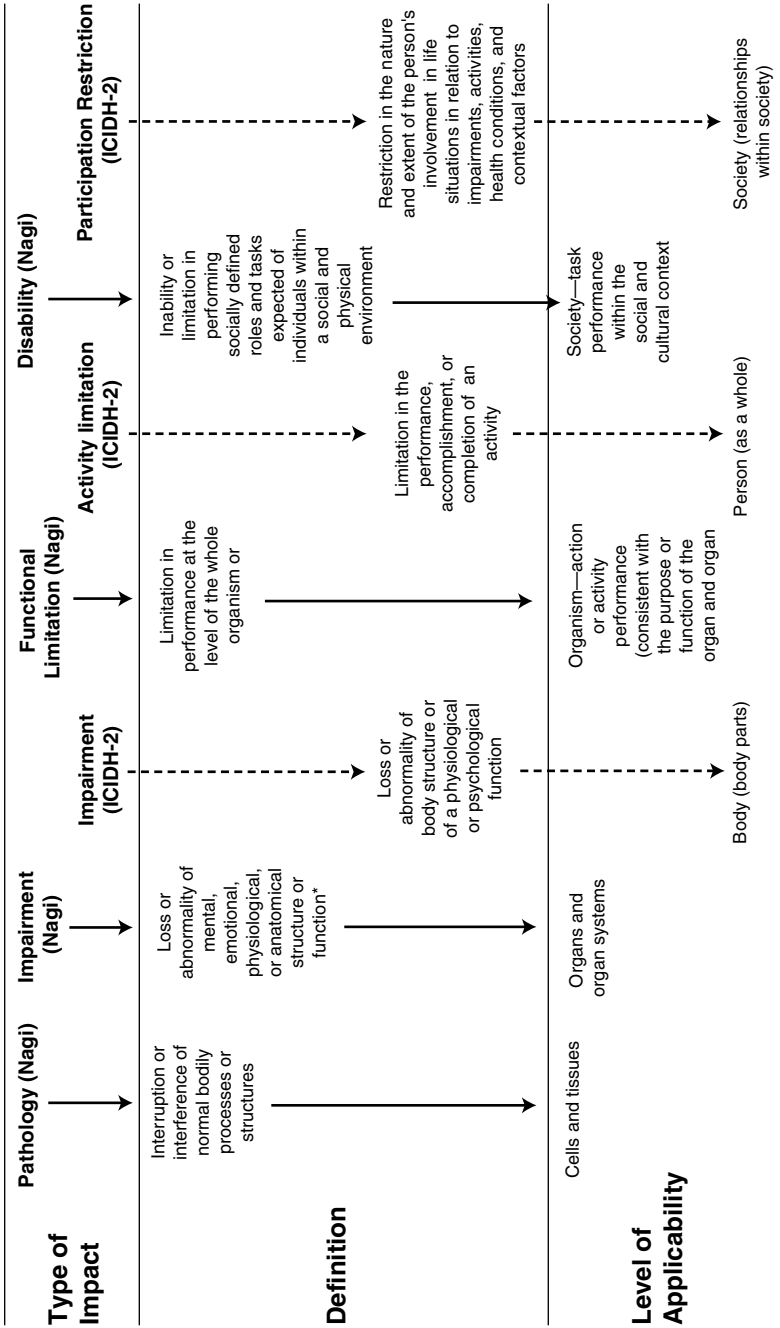 Type of
Impact
Pathology (Nagi)
Impairment
(Nagi)
Impairment
(ICIDH-2)
Functional
Limitation (Nagi)
Activity limitation
(ICIDH-2)
Disability (Nagi)
Participation Restriction
(ICIDH-2)
Definition
Interruption or
interference of
normal bodily
processes or
structures
Loss or
abnormality of
mental,
emotional,
physiological,
or anatomical
structure or
function*
Loss or
abnormality of
body structure or
of a physiological
or psychological
function
Limitation in
performance at the
level of the whole
organism or
Limitation in the
performance,
accomplishment, or
completion of an
activity
Inability or
limitation in
performing
socially defined
roles and tasks
expected of
individuals within
a social and
physical
environment
Restriction in the nature
and extent of the person's
involvement in life
situations in relation to
impairments, activities,
health conditions, and
contextual factors
Level of
Applicability
Cells and tissues
Organs and
organ systems
Body (body parts)
Organism—action
or activity
performance
(consistent with
the purpose or
function of the
organ and organ
Person (as a whole)
Society—task
performance
within the
social and
cultural context
Society (relationships
within society)